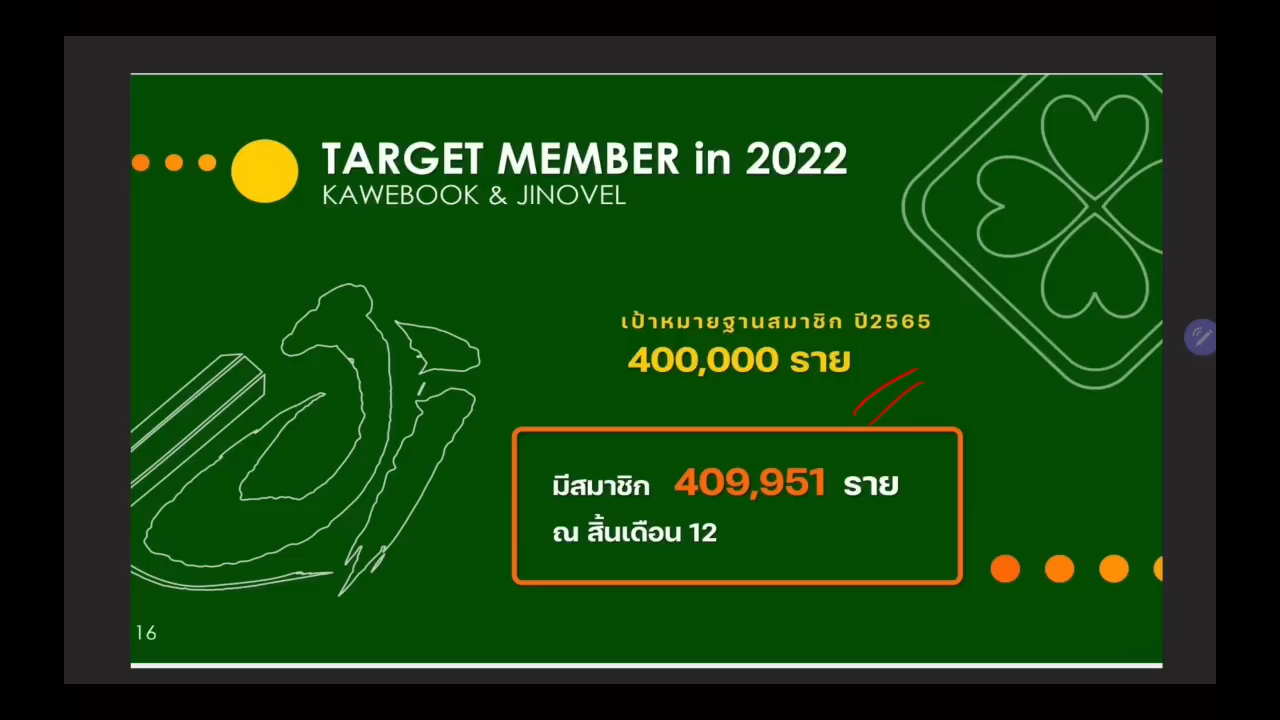 TARGET MEMBER in 2022
KAWEBOOK & JINOVEL
เป้าหมายฐานสมาชิก ปี2565
400,000 ราย
มีสมาชิก 409,951 ราย
ณ สิ้นเดือน 12
16